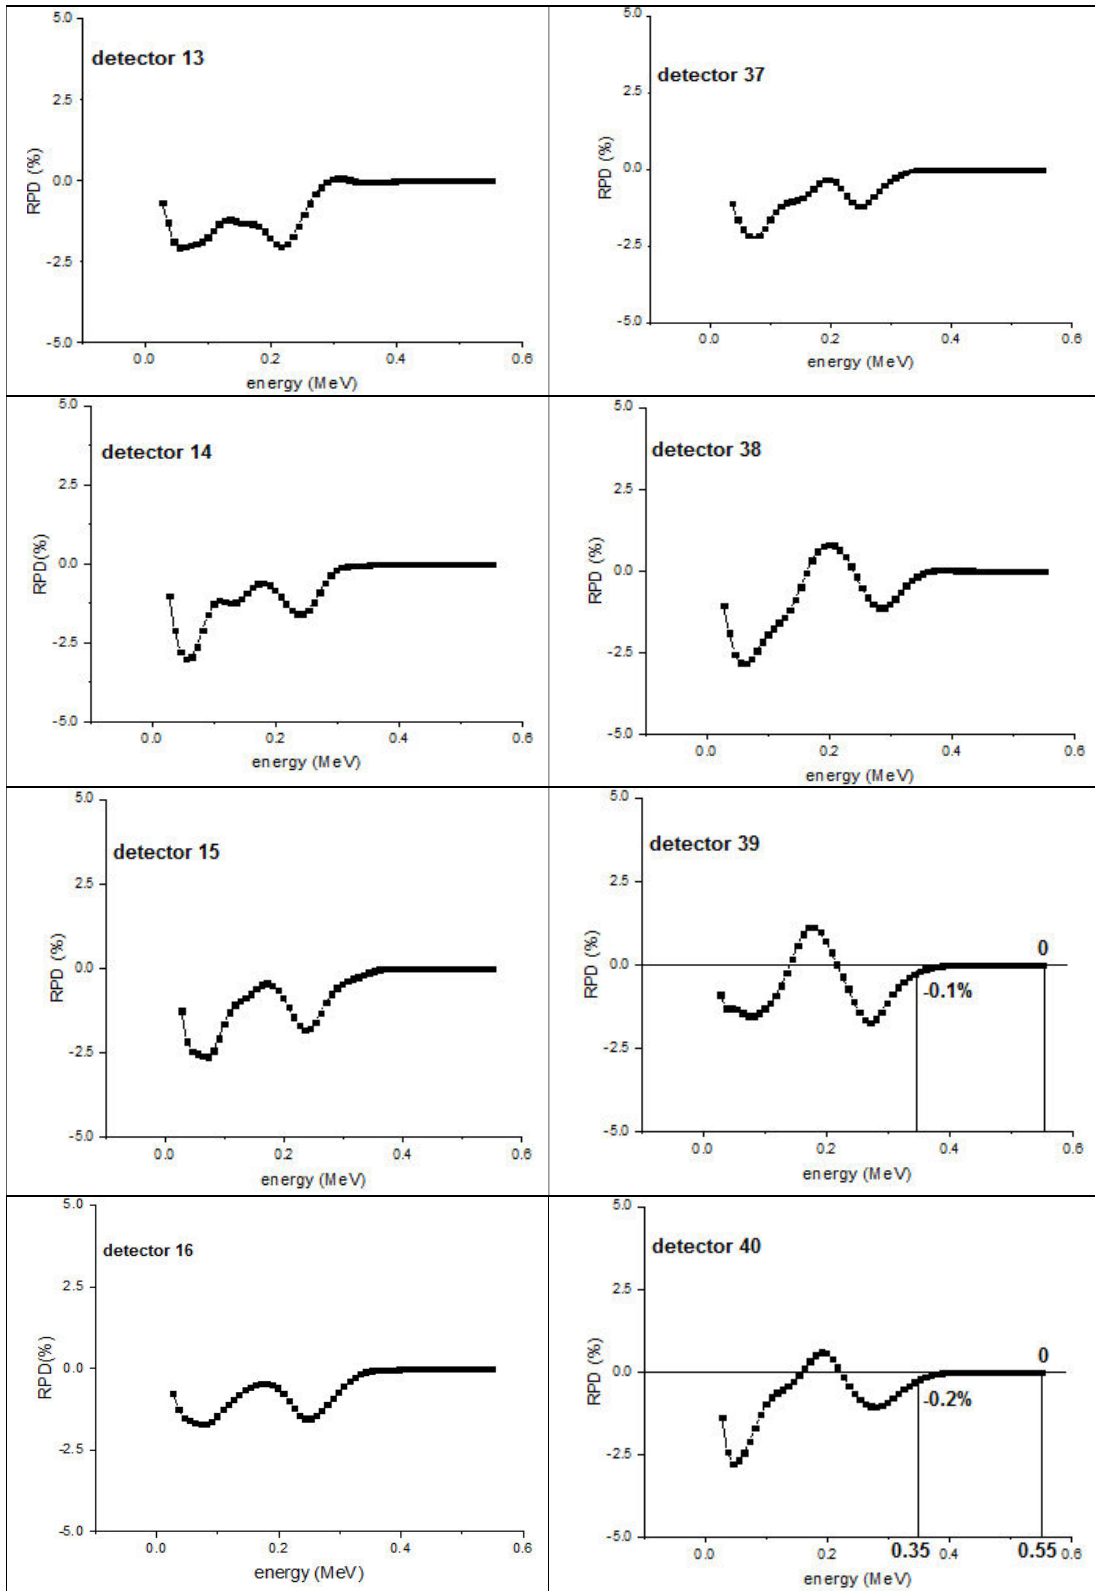 5.0
detector 13
2.5
0.0
-2.5
-5.0
RPD (%)
0.0 0.2 0.4 0.6
energy (MeV)
5.0
detector 37
2.5
0.0
-2.5
-5.0
RPD (%)
0.0 0.2 0.4 0.6
energy (MeV)
5.0
detector 14
2.5
0.0
-2.5
-5.0
RPD(%)
0.0 0.2 0.4 0.6
energy (MeV)
5.0
detector 38
2.5
0.0
-2.5
-5.0
RPD (%)
0.0 0.2 0.4 0.6
energy (MeV)
5.0
detector 15
2.5
0.0
-2.5
-5.0
RPD (%)
0.0 0.2 0.4 0.6
energy (MeV)
5.0
detector 39
2.5
0
0.0
-0.1%
-2.5
-5.0
RPD (%)
0.0 0.2 0.4 0.6
energy (MeV)
5.0
detector 16
2.5
0.0
-2.5
-5.0
RPD(%)
0.0 0.2 0.4 0.6
energy (MeV)
5.0
detector 40
2.5
0
0.0
-0.2%
-2.5
-5.0
RPD (%)
0.0 0.2 0.35 0.4 0.55 0.6
energy (MeV)